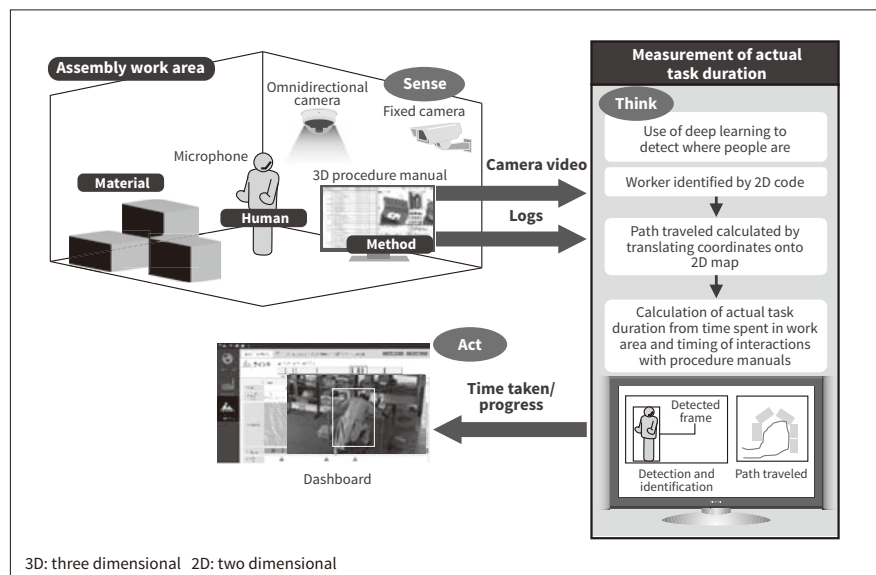 Assembly work area
Sense
Omnidirectional
camera
Fixed camera
Microphone
3D procedure manual
Material
Human
Method
Camera video
Logs
Measurement of actual
task duration
Think
Use of deep learning to
detect where people are
Worker identified by 2D code
Path traveled calculated by
translating coordinates onto
2D map
Calculation of actual task
duration from time spent in work
area and timing of interactions
with procedure manuals
Detected
frame
Detection and
identification
Path traveled
Act
Time taken/
progress
Dashboard
3D: three dimensional 2D: two dimensional